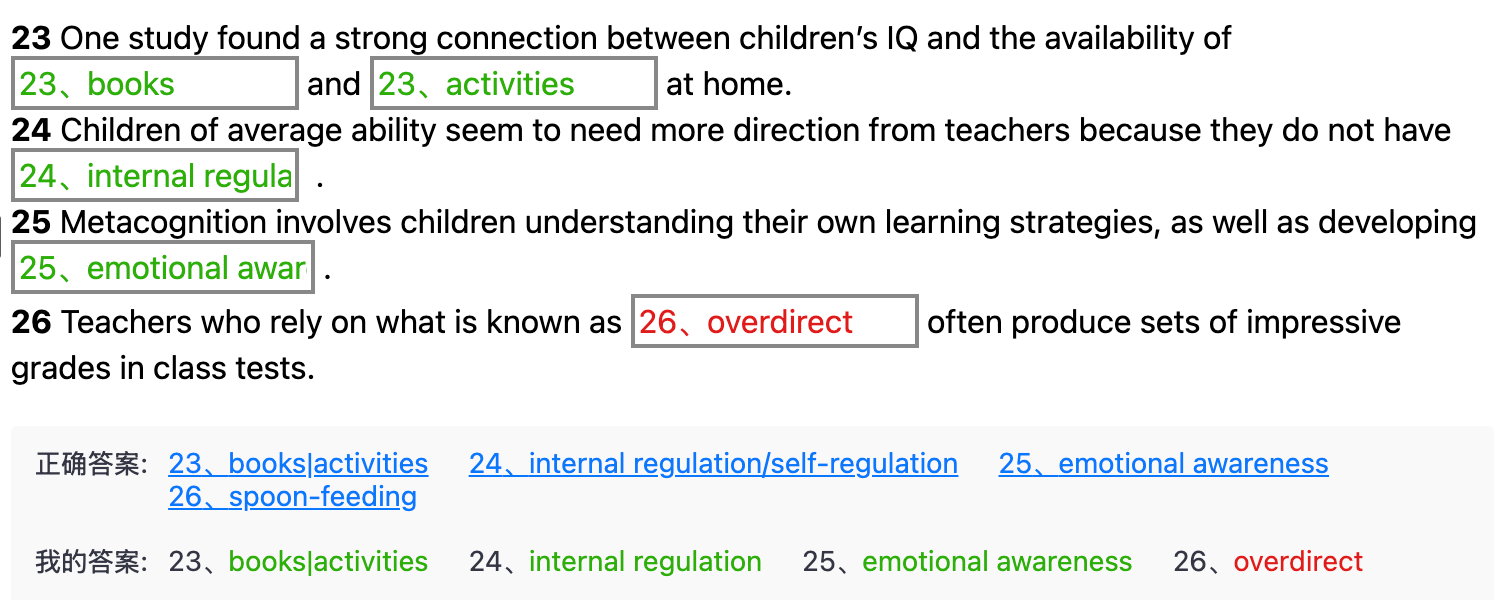 23 One study found a strong connection between children’s IQ and the availability of
23、books and 23、activities at home.
24 Children of average ability seem to need more direction from teachers because they do not have
24、internal regula .
25 Metacognition involves children understanding their own learning strategies, as well as developing
25、emotional awar .
26 Teachers who rely on what is known as 26、overdirect often produce sets of impressive
grades in class tests.
正确答案: 23、books|activities 24、internal regulation/self-regulation 25、emotional awareness
26、spoon-feeding
我的答案: 23、books|activities 24、internal regulation 25、emotional awareness 26、overdirect